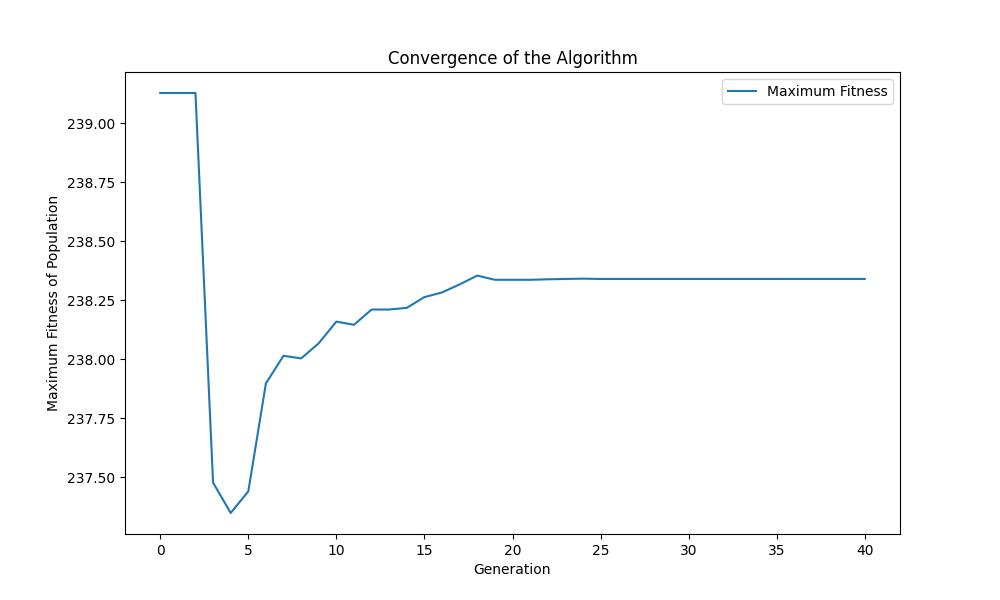 Convergence of the Algorithm
Maximum Fitness
Maximum Fitness of Population
239.00
238.75
238.50
238.25
238.00
237.75
237.50
0 5 10 15 20 25 30 35 40
Generation